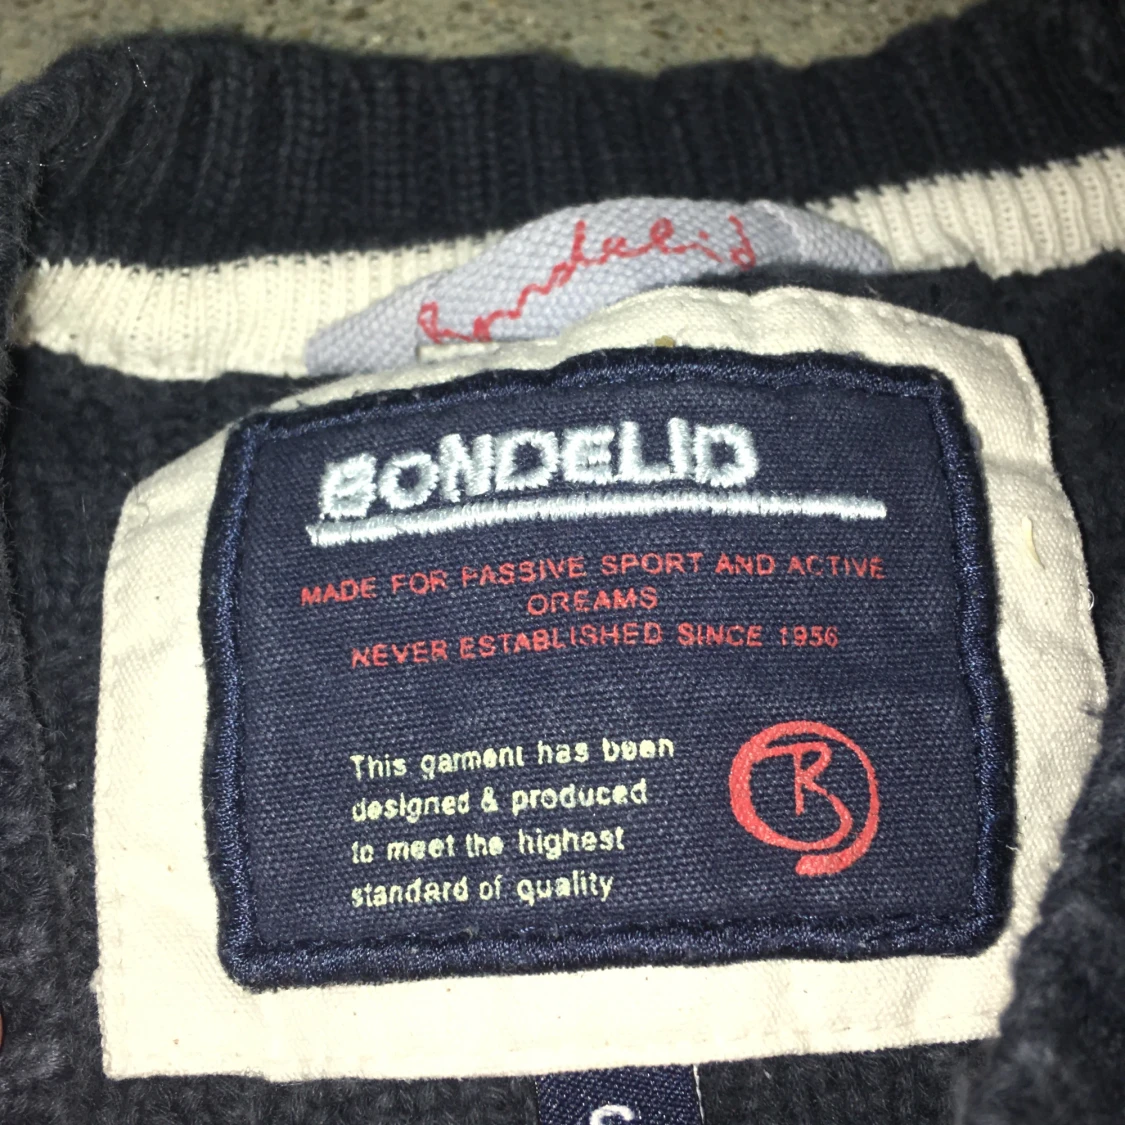 Bondelid
BONDELID
MADE FOR PASSIVE SPORT AND ACTIVE
DREAMS
NEVER ESTABLISHED SINCE 1956
This garment has been
designed & produced
to meet the highest
standard of quality
B
S